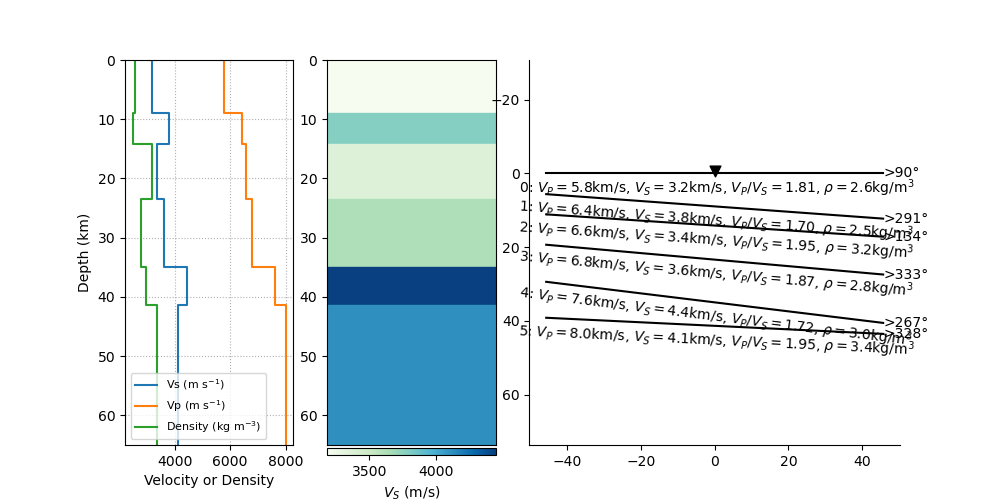 0
10
20
30
40
50
60
Depth (km)
4000 6000 8000
Velocity or Density
Vs (m s⁻¹)
Vp (m s⁻¹)
Density (kg m⁻³)
0
10
20
30
40
50
60
3500 4000
V_S (m/s)
−20
0
20
40
60
−40 −20 0 20 40
>90°
0: V_P = 5.8km/s, V_S = 3.2km/s, V_P/V_S = 1.81, ρ = 2.6kg/m³
>291°
1: V_P = 6.4km/s, V_S = 3.8km/s, V_P/V_S = 1.70, ρ = 2.5kg/m³
>134°
2: V_P = 6.6km/s, V_S = 3.4km/s, V_P/V_S = 1.95, ρ = 3.2kg/m³
>333°
3: V_P = 6.8km/s, V_S = 3.6km/s, V_P/V_S = 1.87, ρ = 2.8kg/m³
>267°
4: V_P = 7.6km/s, V_S = 4.4km/s, V_P/V_S = 1.72, ρ = 3.0kg/m³
>328°
5: V_P = 8.0km/s, V_S = 4.1km/s, V_P/V_S = 1.95, ρ = 3.4kg/m³